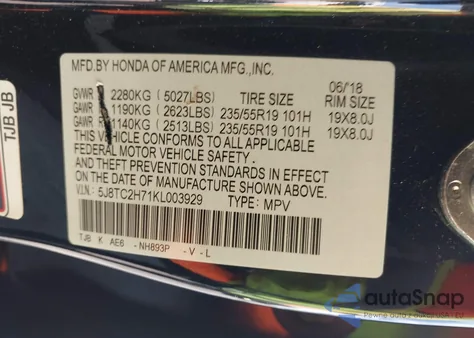 MFD.BY HONDA OF AMERICA MFG.,INC.
06/'18
GVWR 2280KG (5027LBS) TIRE SIZE RIM SIZE
GAWR 1190KG (2623LBS) 235/55R19 101H 19X8.0J
GAWR 1140KG (2513LBS) 235/55R19 101H 19X8.0J
THIS VEHICLE CONFORMS TO ALL APPLICABLE
FEDERAL MOTOR VEHICLE SAFETY
AND THEFT PREVENTION STANDARDS IN EFFECT
ON THE DATE OF MANUFACTURE SHOWN ABOVE.
V.I.N.: 5J8TC2H71KL003929 TYPE: MPV
TJB K AE6 -NH893P -V-L
TJB JB
autoSnap